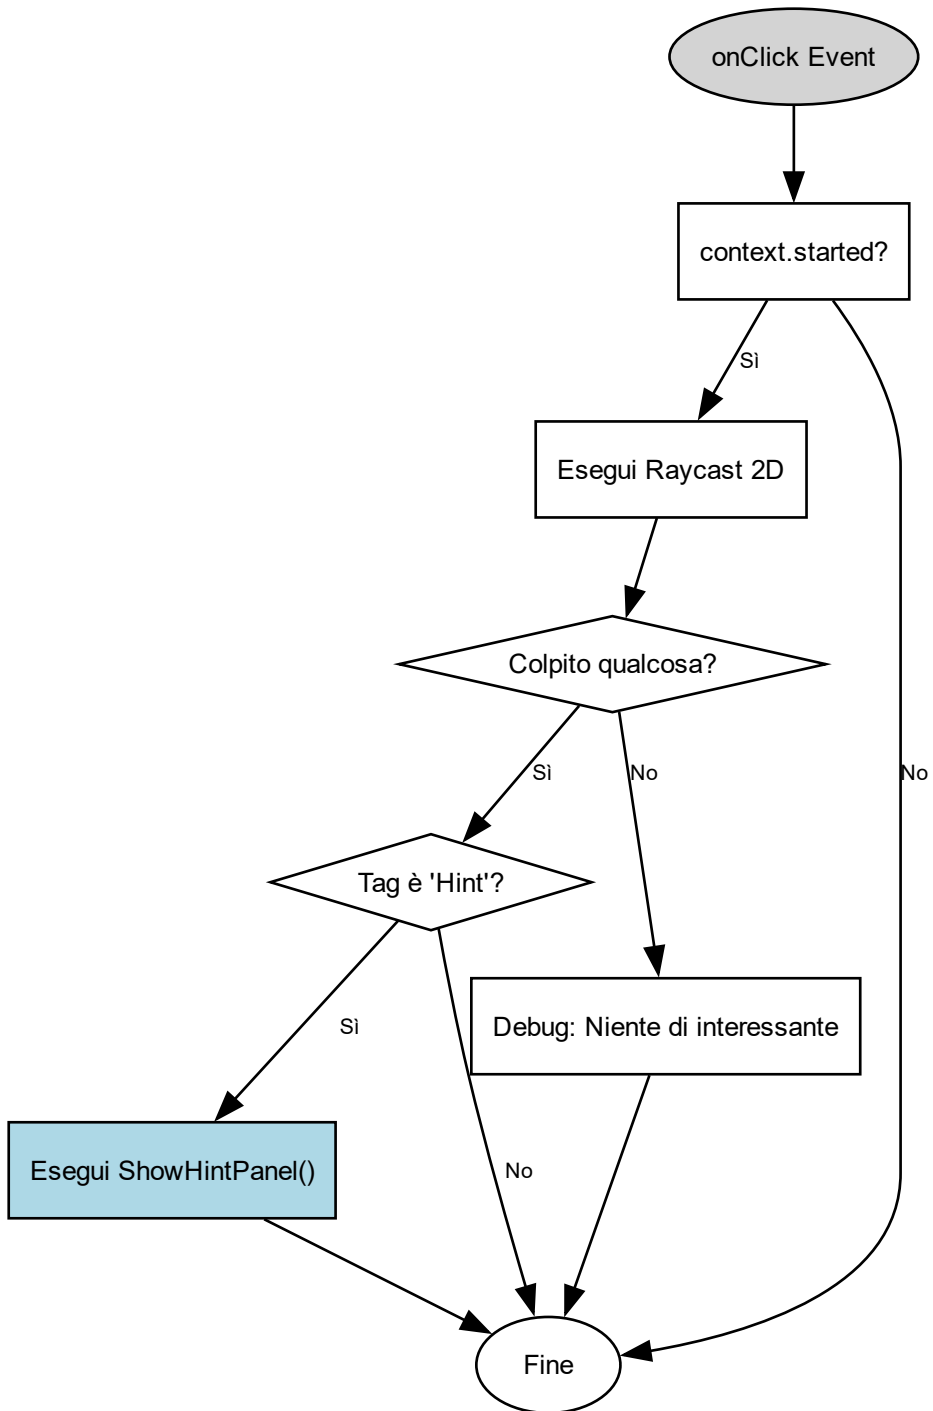 onClick Event
context.started?
Sì
Esegui Raycast 2D
Colpito qualcosa?
Sì
No
No
Tag è 'Hint'?
Sì
Debug: Niente di interessante
Esegui ShowHintPanel()
No
Fine